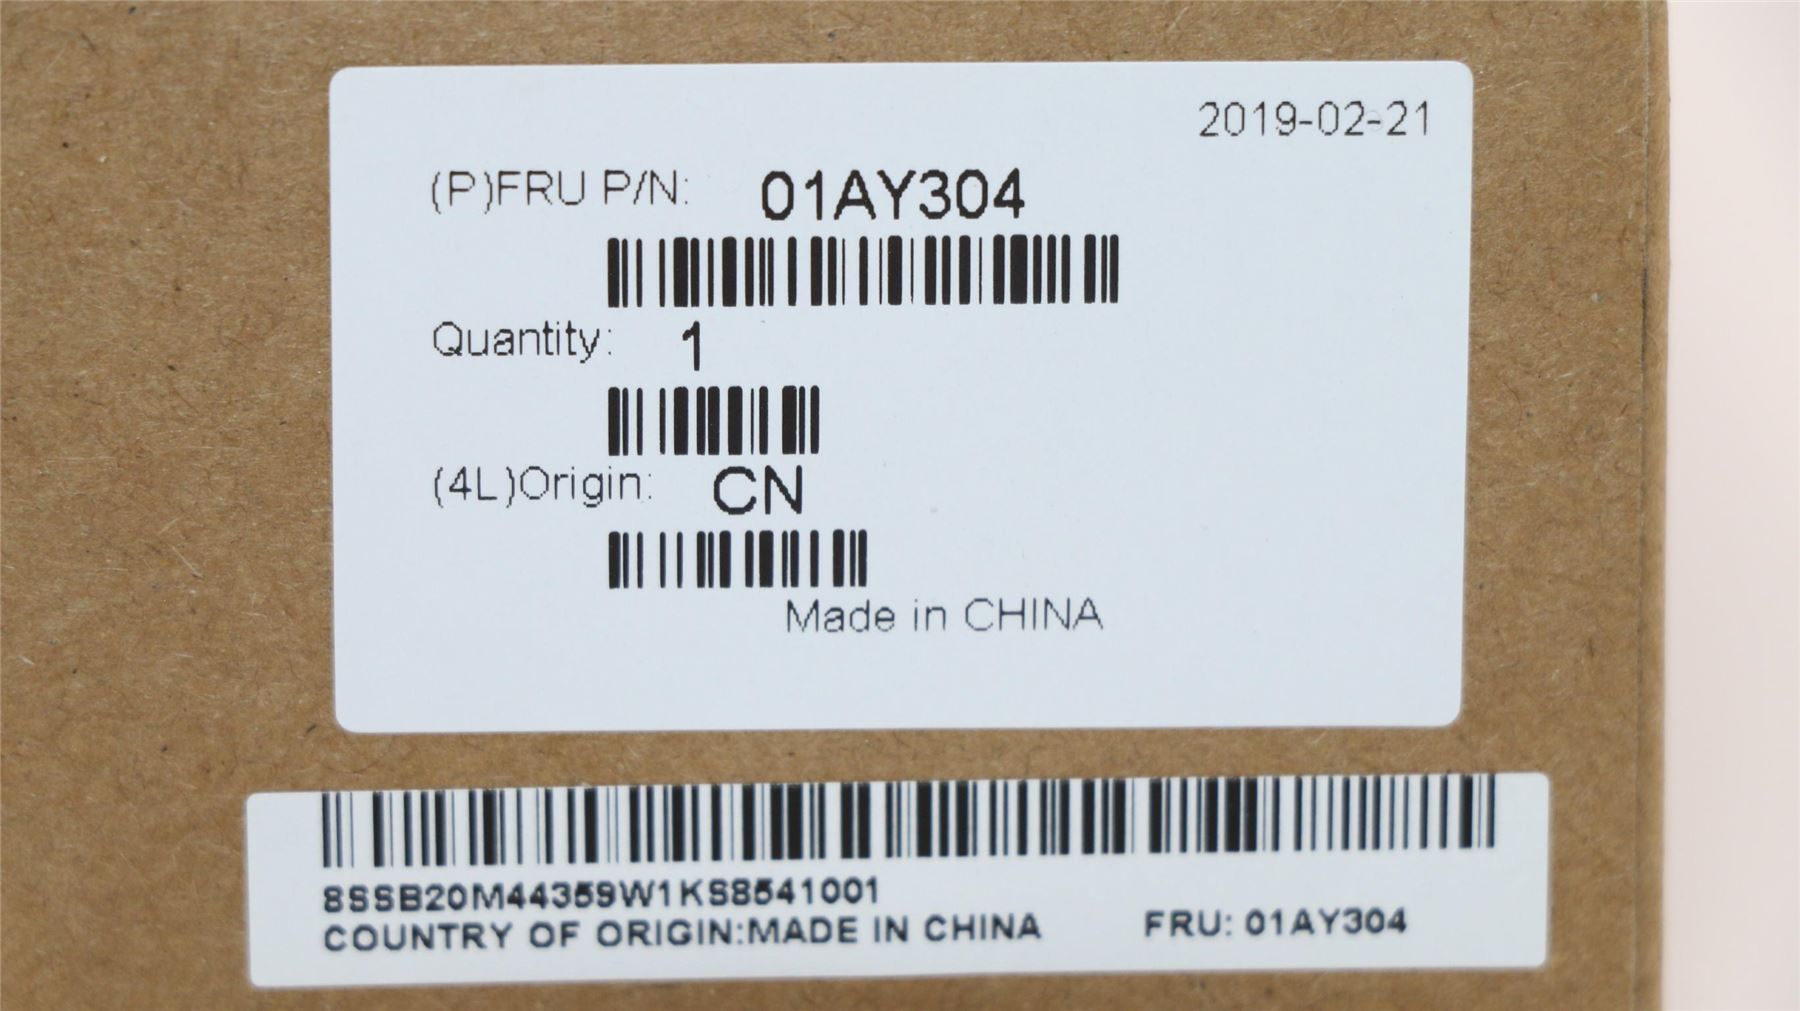 2019-02-21
(P)FRU P/N: 01AY304
Quantity: 1
(4L)Origin: CN
Made in CHINA
8SSB20M44359W1KS8541001
COUNTRY OF ORIGIN:MADE IN CHINA FRU: 01AY304